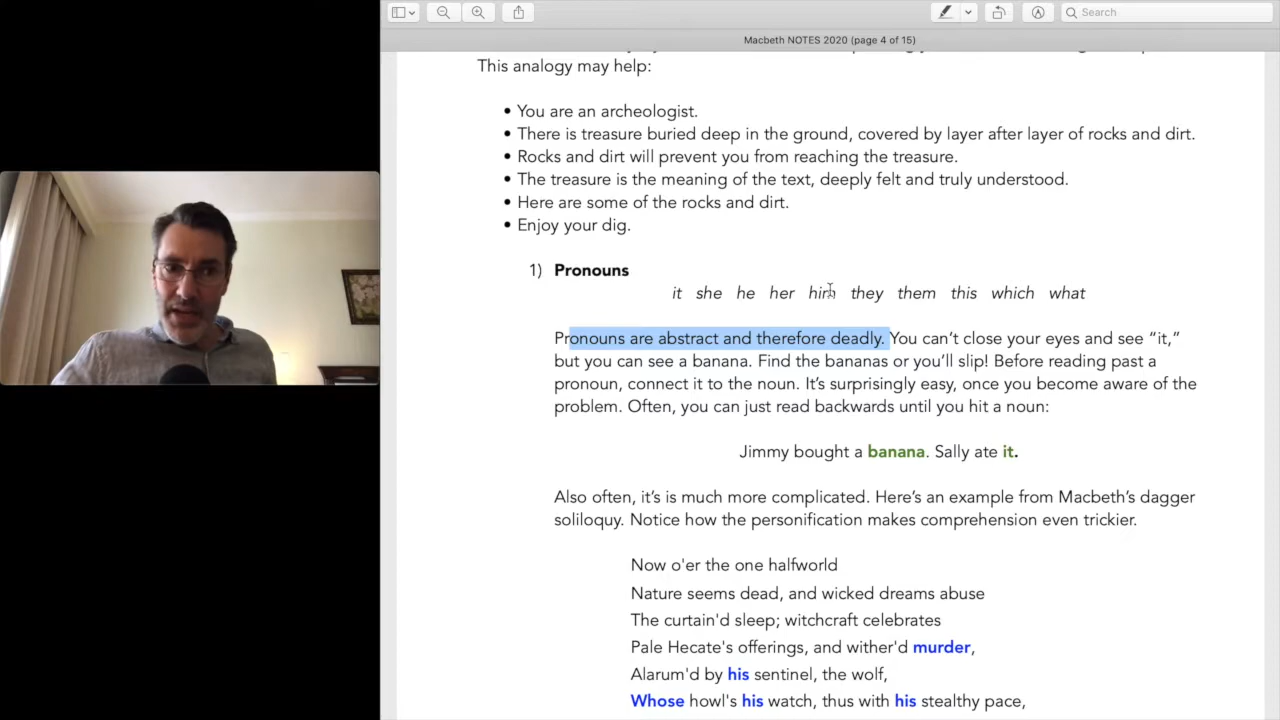 Search
Macbeth NOTES 2020 (page 4 of 15)
This analogy may help:
• You are an archeologist.
• There is treasure buried deep in the ground, covered by layer after layer of rocks and dirt.
• Rocks and dirt will prevent you from reaching the treasure.
• The treasure is the meaning of the text, deeply felt and truly understood.
• Here are some of the rocks and dirt.
• Enjoy your dig.
1) Pronouns
it she he her him they them this which what
Pronouns are abstract and therefore deadly. You can't close your eyes and see “it,”
but you can see a banana. Find the bananas or you'll slip! Before reading past a
pronoun, connect it to the noun. It's surprisingly easy, once you become aware of the
problem. Often, you can just read backwards until you hit a noun:
Jimmy bought a banana. Sally ate it.
Also often, it's is much more complicated. Here's an example from Macbeth's dagger
soliloquy. Notice how the personification makes comprehension even trickier.
Now o'er the one halfworld
Nature seems dead, and wicked dreams abuse
The curtain'd sleep; witchcraft celebrates
Pale Hecate's offerings, and wither'd murder,
Alarum'd by his sentinel, the wolf,
Whose howl's his watch, thus with his stealthy pace,